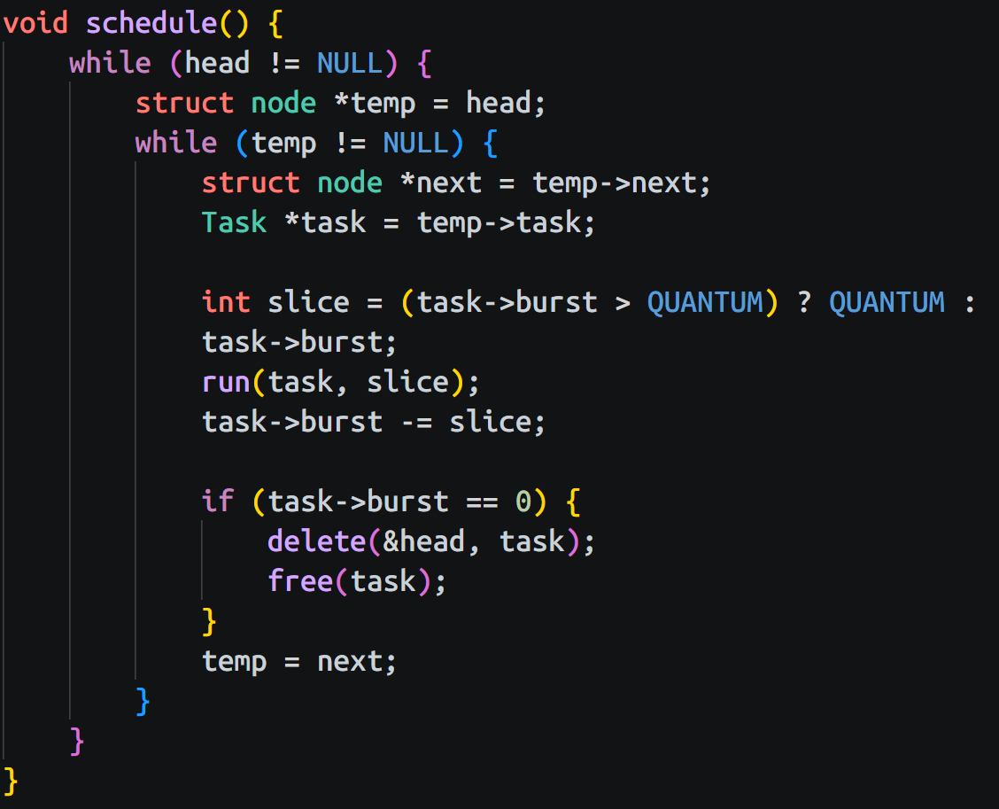 void schedule() {
    while (head != NULL) {
        struct node *temp = head;
        while (temp != NULL) {
            struct node *next = temp->next;
            Task *task = temp->task;

            int slice = (task->burst > QUANTUM) ? QUANTUM :
            task->burst;
            run(task, slice);
            task->burst -= slice;

            if (task->burst == 0) {
                delete(&head, task);
                free(task);
            }
            temp = next;
        }
    }
}